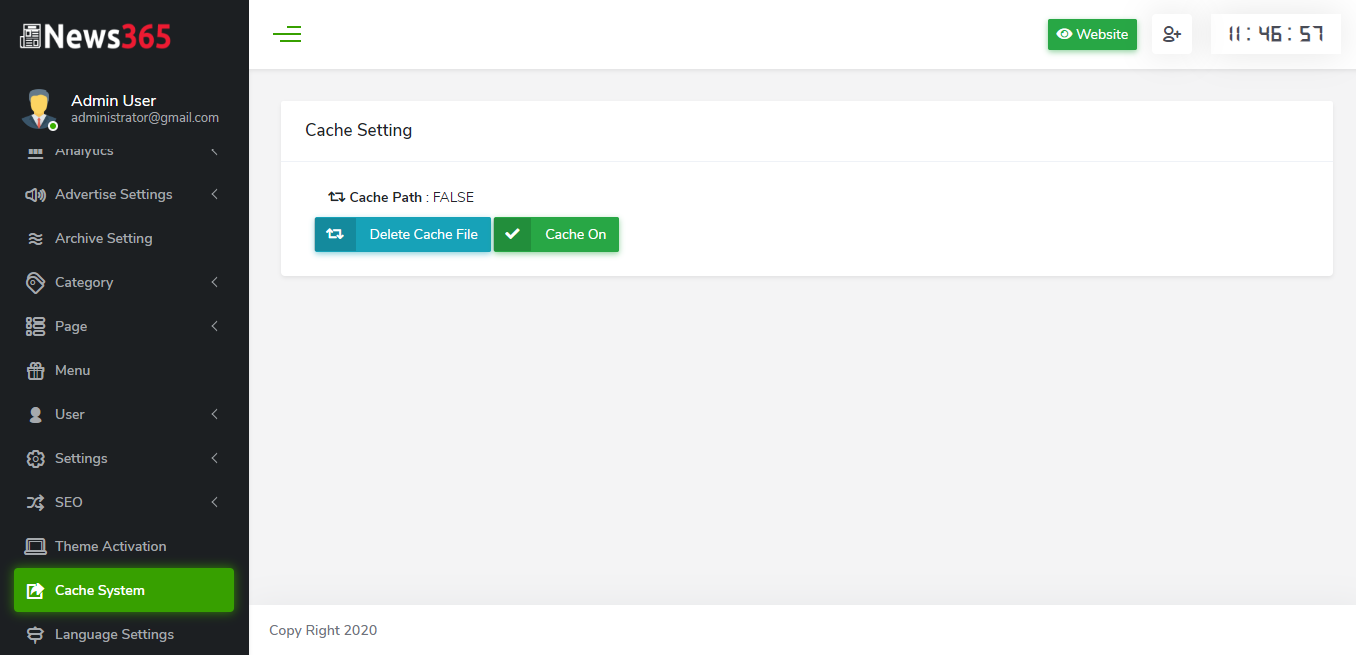 News365
Website
11:46:57
Admin User
administrator@gmail.com
Analytics
Advertise Settings
Archive Setting
Category
Page
Menu
User
Settings
SEO
Theme Activation
Cache System
Language Settings
Cache Setting
Cache Path : FALSE
Delete Cache File
Cache On
Copy Right 2020